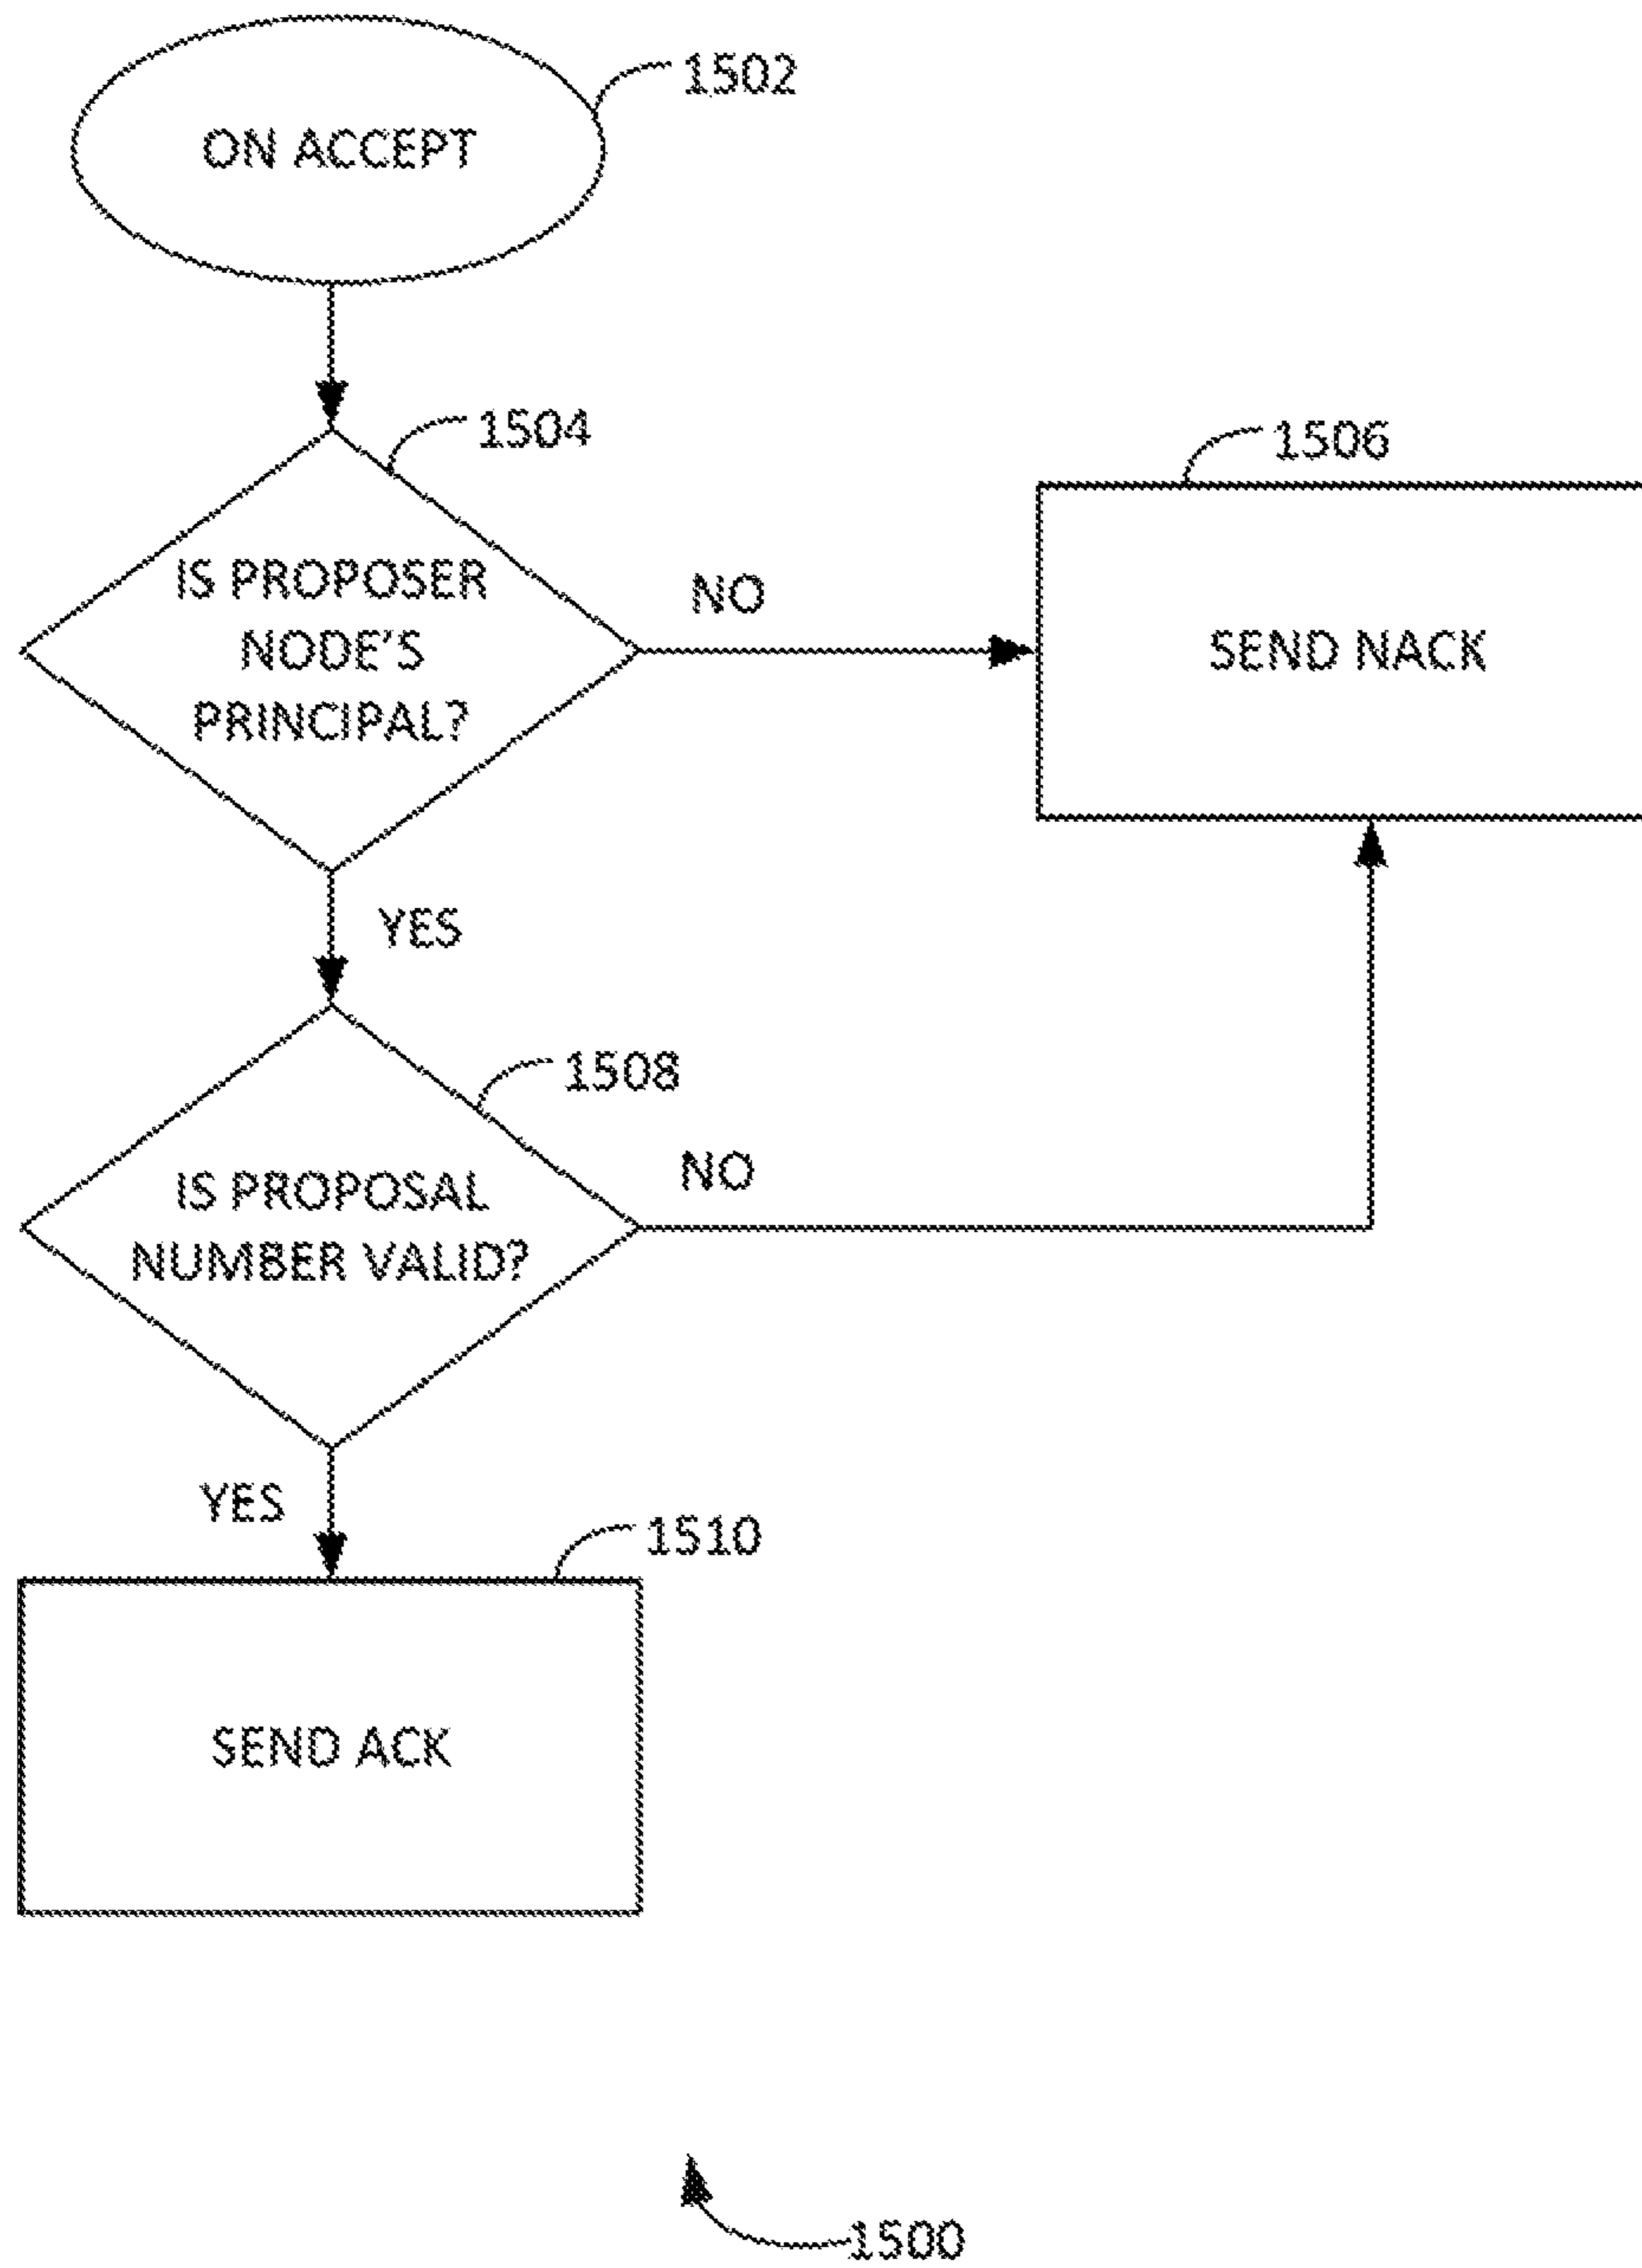 1502
ON ACCEPT
1504
IS PROPOSER
NODE'S
PRINCIPAL?
NO
1506
SEND NACK
YES
1508
IS PROPOSAL
NUMBER VALID?
NO
YES
1510
SEND ACK
1500